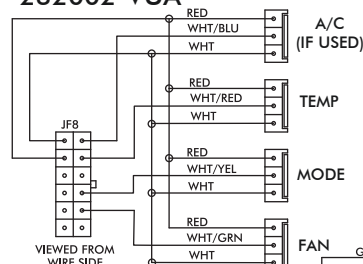 RED
WHT/BLU
WHT
A/C
(IF USED)
RED
WHT/RED
WHT
TEMP
JF8
RED
WHT/YEL
WHT
MODE
RED
WHT/GRN
WHT
FAN
VIEWED FROM
WIRE SIDE